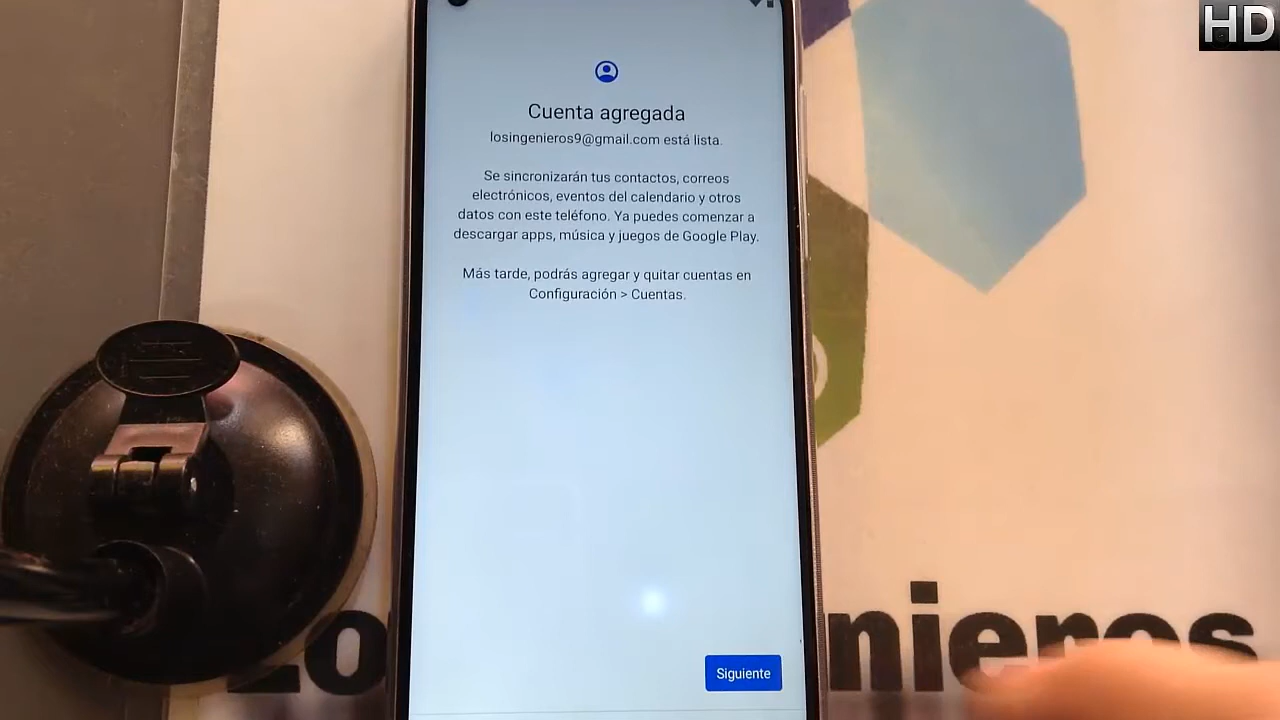 HD
Cuenta agregada
losingenieros9@gmail.com está lista.
Se sincronizarán tus contactos, correos
electrónicos, eventos del calendario y otros
datos con este teléfono. Ya puedes comenzar a
descargar apps, música y juegos de Google Play.
Más tarde, podrás agregar y quitar cuentas en
Configuración > Cuentas.
Siguiente
Lo nieros